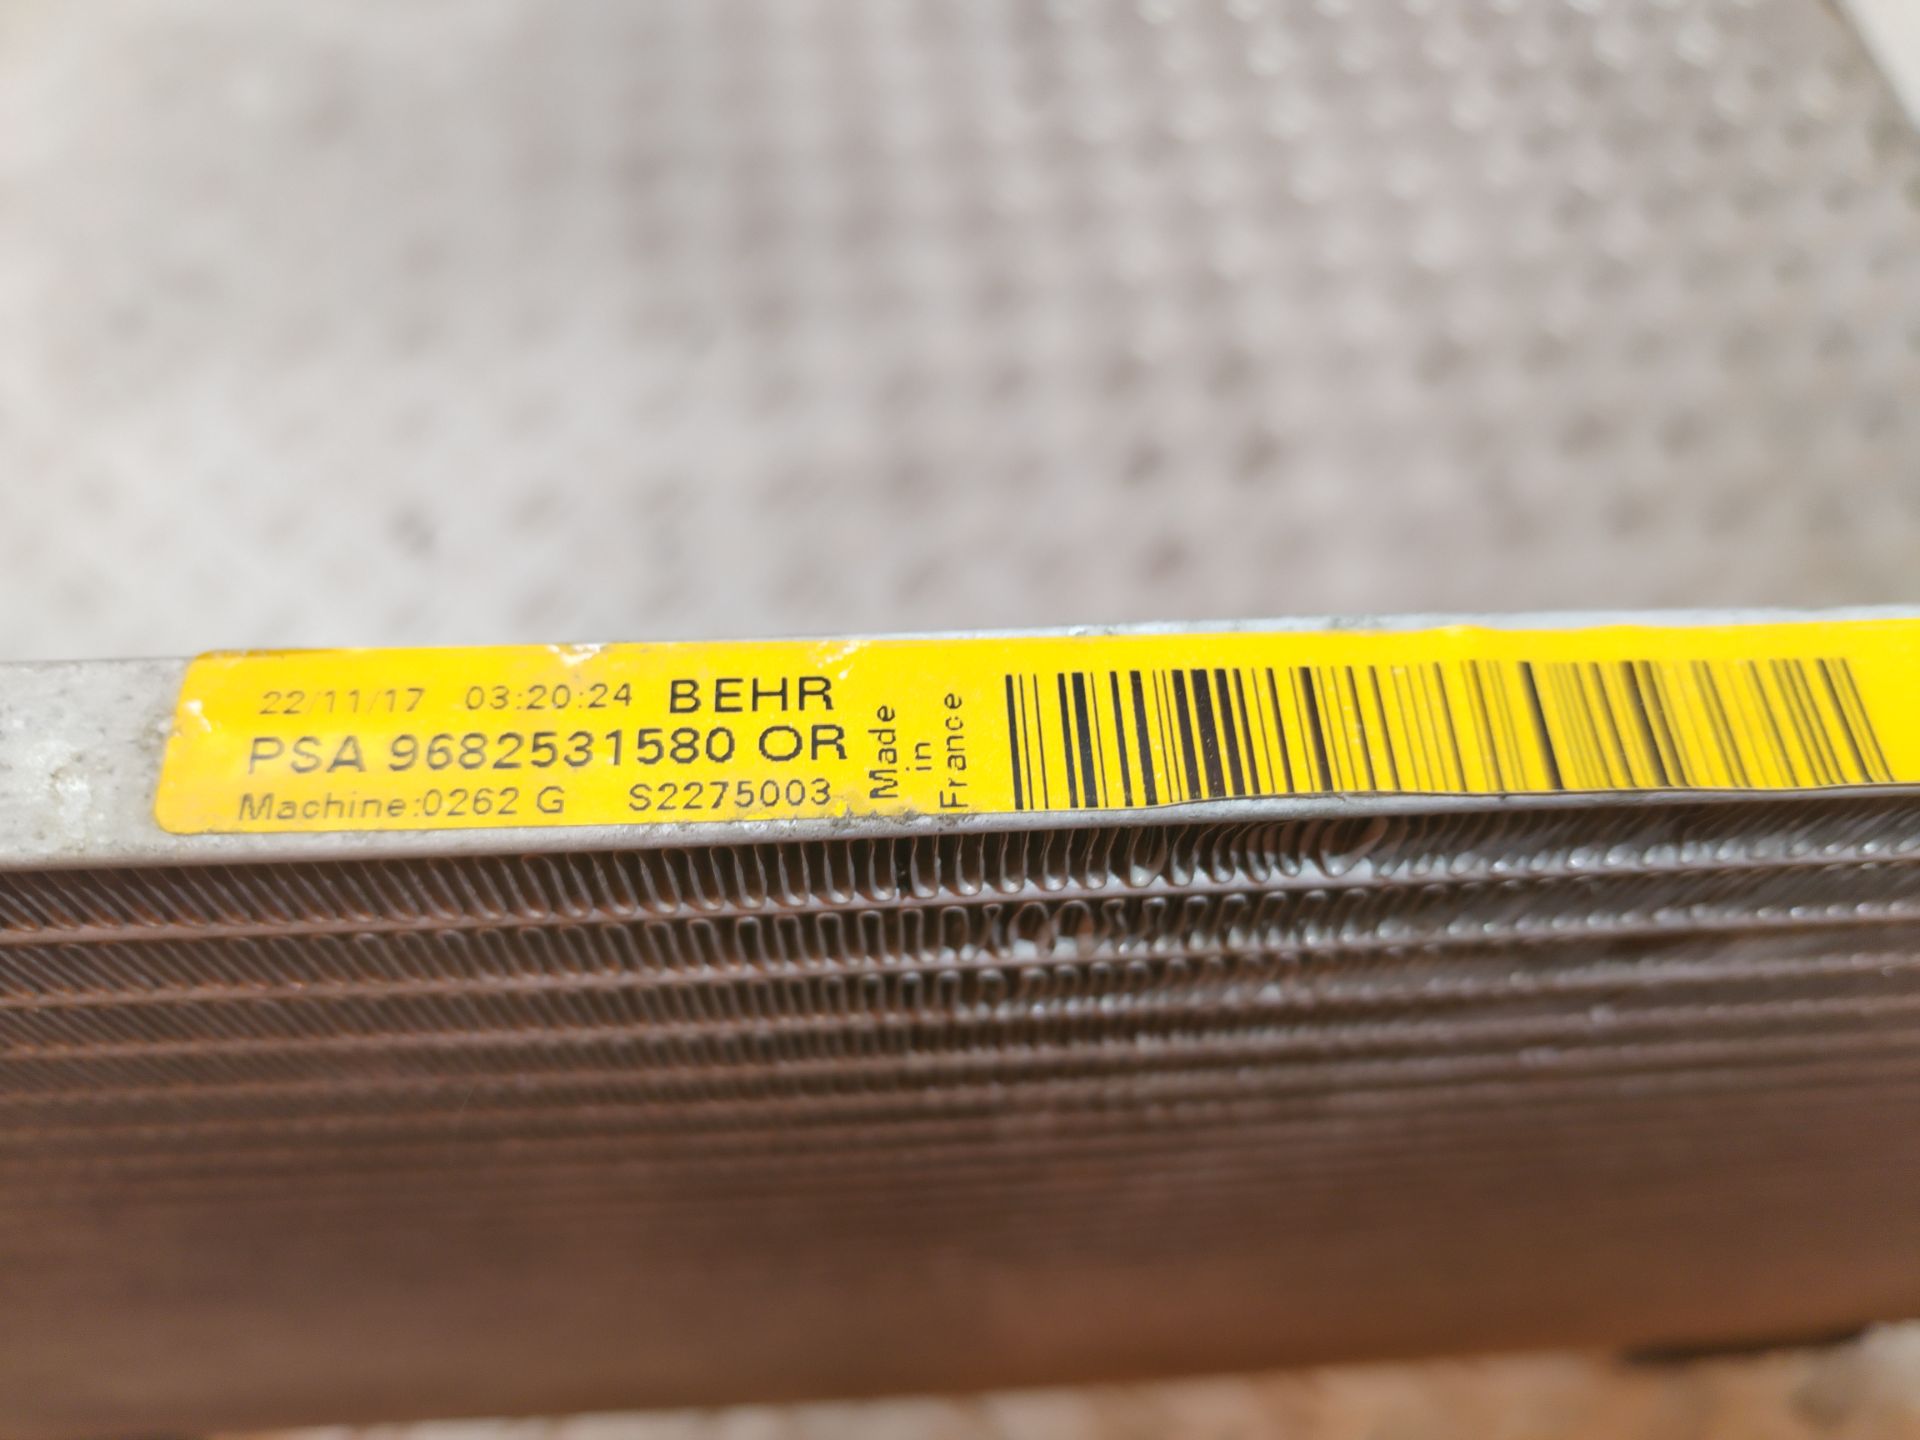 22/11/17 03:20:24 BEHR
PSA 9682531580 OR
Machine:0262 G S2275003
Made
in
France